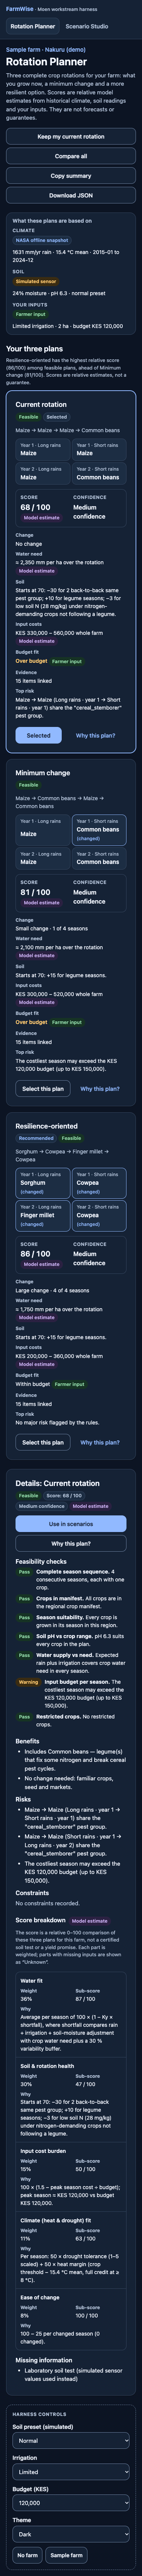 FarmWise · Misen workstream harness
Rotation Planner
Scenario Studio
Sample farm · Nakuru (demo)
Rotation Planner
Three complete crop rotations for your farm: what
you grow now, a minimum change and a more
resilient option. Scores are relative model
estimates from historical climate, soil readings
and your inputs. They are not forecasts or
guarantees.
Keep my current rotation
Compare all
Copy summary
Download JSON
What these plans are based on
CLIMATE
NASA offline snapshot
1631 mm/yr rain · 15.4 °C mean · 2015-01 to
2024-12
SOIL
Simulated sensor
24% moisture · pH 6.3 · normal preset
YOUR INPUTS
Farmer input
Limited irrigation · 2 ha · budget KES 120,000
Your three plans
Resilience-oriented has the highest relative score
(86/100) among feasible plans, ahead of Minimum
change (81/100). Scores are model estimates, not a
guarantee.
Current rotation
Feasible
Selected
Maize → Maize → Maize → Common beans
Year 1 · Long rains
Maize
Year 1 · Short rains
Maize
Year 2 · Long rains
Maize
Year 2 · Short rains
Common beans
SCORE
68 / 100
Model estimate
CONFIDENCE
Medium
confidence
Change
No change
Water need
≈ 2,350 mm per ha over the rotation
Model estimate
Soil
Starts at 70: −30 for 2 back-to-back same
pest group; +10 for legume seasons; −3 for
low soil N (28 mg/kg) under nitrogen-
demanding crops not following a legume.
Input costs
KES 330,000 – 560,000 whole farm
Model estimate
Budget fit
Over budget Farmer input
Evidence
15 items linked
Top risk
Maize → Maize (Long rains · year 1 → Short
rains · year 1) share the "cereal_stemborer"
pest group.
Selected
Why this plan?
Minimum change
Feasible
Maize → Common beans → Maize →
Common beans
Year 1 · Long rains
Maize
Year 1 · Short rains
Common beans
(changed)
Year 2 · Long rains
Maize
Year 2 · Short rains
Common beans
SCORE
81 / 100
Model estimate
CONFIDENCE
Medium
confidence
Change
Small change · 1 of 4 seasons
Water need
≈ 2,100 mm per ha over the rotation
Model estimate
Soil
Starts at 70: +15 for legume seasons.
Input costs
KES 300,000 – 520,000 whole farm
Model estimate
Budget fit
Over budget Farmer input
Evidence
15 items linked
Top risk
The costliest season may exceed the KES
120,000 budget (up to KES 150,000).
Select this plan
Why this plan?
Resilience-oriented
Recommended
Feasible
Sorghum → Cowpea → Finger millet →
Cowpea
Year 1 · Long rains
Sorghum
(changed)
Year 1 · Short rains
Cowpea
(changed)
Year 2 · Long rains
Finger millet
(changed)
Year 2 · Short rains
Cowpea
(changed)
SCORE
86 / 100
Model estimate
CONFIDENCE
Medium
confidence
Change
Large change · 4 of 4 seasons
Water need
≈ 1,750 mm per ha over the rotation
Model estimate
Soil
Starts at 70: +15 for legume seasons.
Input costs
KES 200,000 – 360,000 whole farm
Model estimate
Budget fit
Within budget Farmer input
Evidence
15 items linked
Top risk
No major risk flagged by the rules.
Select this plan
Why this plan?
Details: Current rotation
Feasible
Score: 68 / 100
Medium confidence
Model estimate
Use in scenarios
Why this plan?
Feasibility checks
Pass Complete season sequence. 4
consecutive seasons, each with one
crop.
Pass Crops in manifest. All crops are in
the regional crop manifest.
Pass Season suitability. Every crop is
grown in its season in this region.
Pass Soil pH vs crop range. pH 6.3 suits
every crop in the plan.
Pass Water supply vs need. Expected
rain plus irrigation covers crop water
need in every season.
Warning Input budget per season. The
costliest season may exceed the
KES 120,000 budget (up to KES
150,000).
Pass Restricted crops. No restricted
crops.
Benefits
• Includes Common beans — legume(s)
that fix some nitrogen and break cereal
pest cycles.
• No change needed: familiar crops,
seed and markets.
Risks
• Maize → Maize (Long rains · year 1 →
Short rains · year 1) share the
"cereal_stemborer" pest group.
• Maize → Maize (Short rains · year 1 →
Long rains · year 2) share the
"cereal_stemborer" pest group.
• The costliest season may exceed the
KES 120,000 budget (up to KES
150,000).
Constraints
No constraints recorded.
Score breakdown Model estimate
The score is a relative 0–100 comparison of
these three plans for this farm, not a certified
soil test or a yield promise. Each part is
weighted; parts with missing inputs are shown
as "Unknown".
Water fit
Weight
36%
Sub-score
87 / 100
Why
Average per season of 100 × (1 − Ky ×
shortfall), where shortfall compares rain
+ irrigation + soil-moisture adjustment
with crop water need plus a 30 %
variability buffer.
Soil & rotation health
Weight
30%
Sub-score
47 / 100
Why
Starts at 70: −30 for 2 back-to-back
same pest group; +10 for legume
seasons; −3 for low soil N (28 mg/kg)
under nitrogen-demanding crops not
following a legume.
Input cost burden
Weight
15%
Sub-score
50 / 100
Why
100 × (1.5 − peak season cost ÷ budget);
peak season ≈ KES 120,000 vs budget
KES 120,000.
Climate (heat & drought) fit
Weight
11%
Sub-score
63 / 100
Why
Per season: 50 × drought tolerance (1–5
scaled) + 50 × heat margin (crop
threshold − 15.4 °C mean, full credit at ≥
8 °C).
Ease of change
Weight
8%
Sub-score
100 / 100
Why
100 − 25 per changed season (0
changed).
Missing information
• Laboratory soil test (simulated sensor
values used instead)
HARNESS CONTROLS
Soil preset (simulated)
Normal
Irrigation
Limited
Budget (KES)
120,000
Theme
Dark
No farm
Sample farm